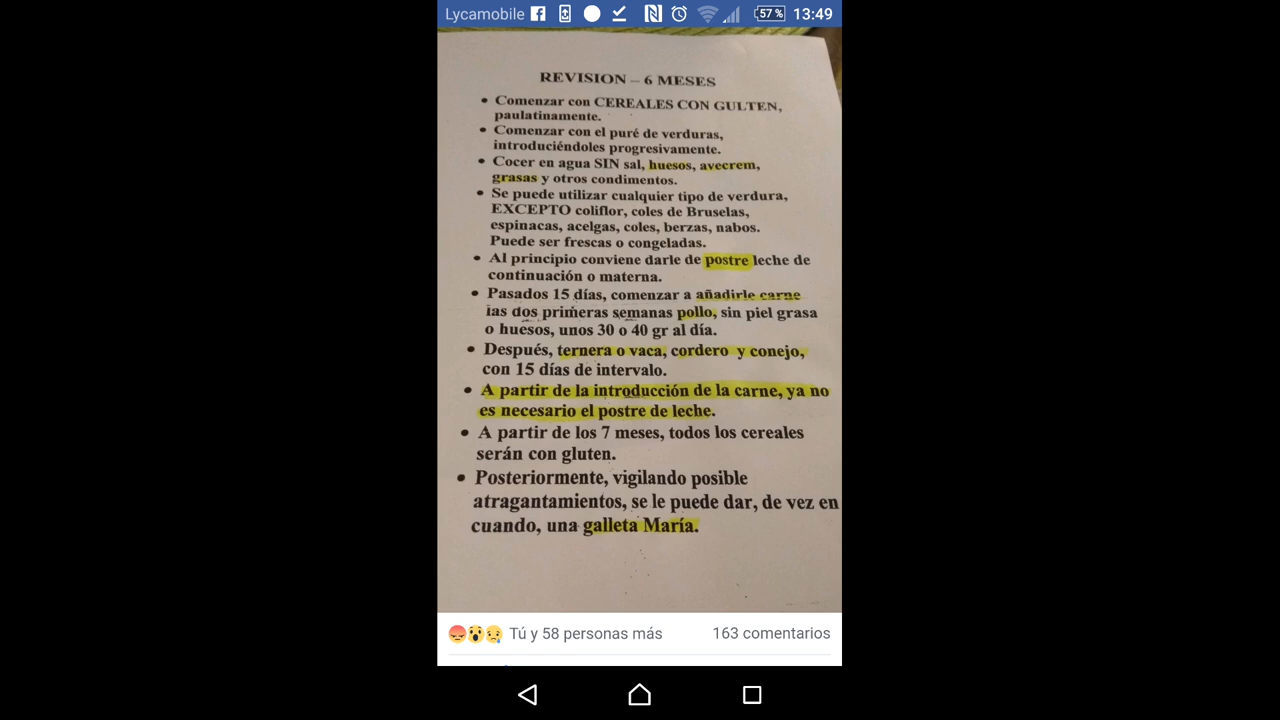 Lycamobile 57 % 13:49
REVISION – 6 MESES
• Comenzar con CEREALES CON GULTEN,
paulatinamente.
• Comenzar con el puré de verduras,
introduciéndoles progresivamente.
• Cocer en agua SIN sal, huesos, avecrem,
grasas y otros condimentos.
• Se puede utilizar cualquier tipo de verdura,
EXCEPTO coliflor, coles de Bruselas,
espinacas, acelgas, coles, berzas, nabos.
Puede ser frescas o congeladas.
• Al principio conviene darle de postre leche de
continuación o materna.
• Pasados 15 días, comenzar a añadirle carne
las dos primeras semanas pollo, sin piel grasa
o huesos, unos 30 o 40 gr al día.
• Después, ternera o vaca, cordero y conejo,
con 15 días de intervalo.
• A partir de la introducción de la carne, ya no
es necesario el postre de leche.
• A partir de los 7 meses, todos los cereales
serán con gluten.
• Posteriormente, vigilando posible
atragantamientos, se le puede dar, de vez en
cuando, una galleta María.
Tú y 58 personas más 163 comentarios